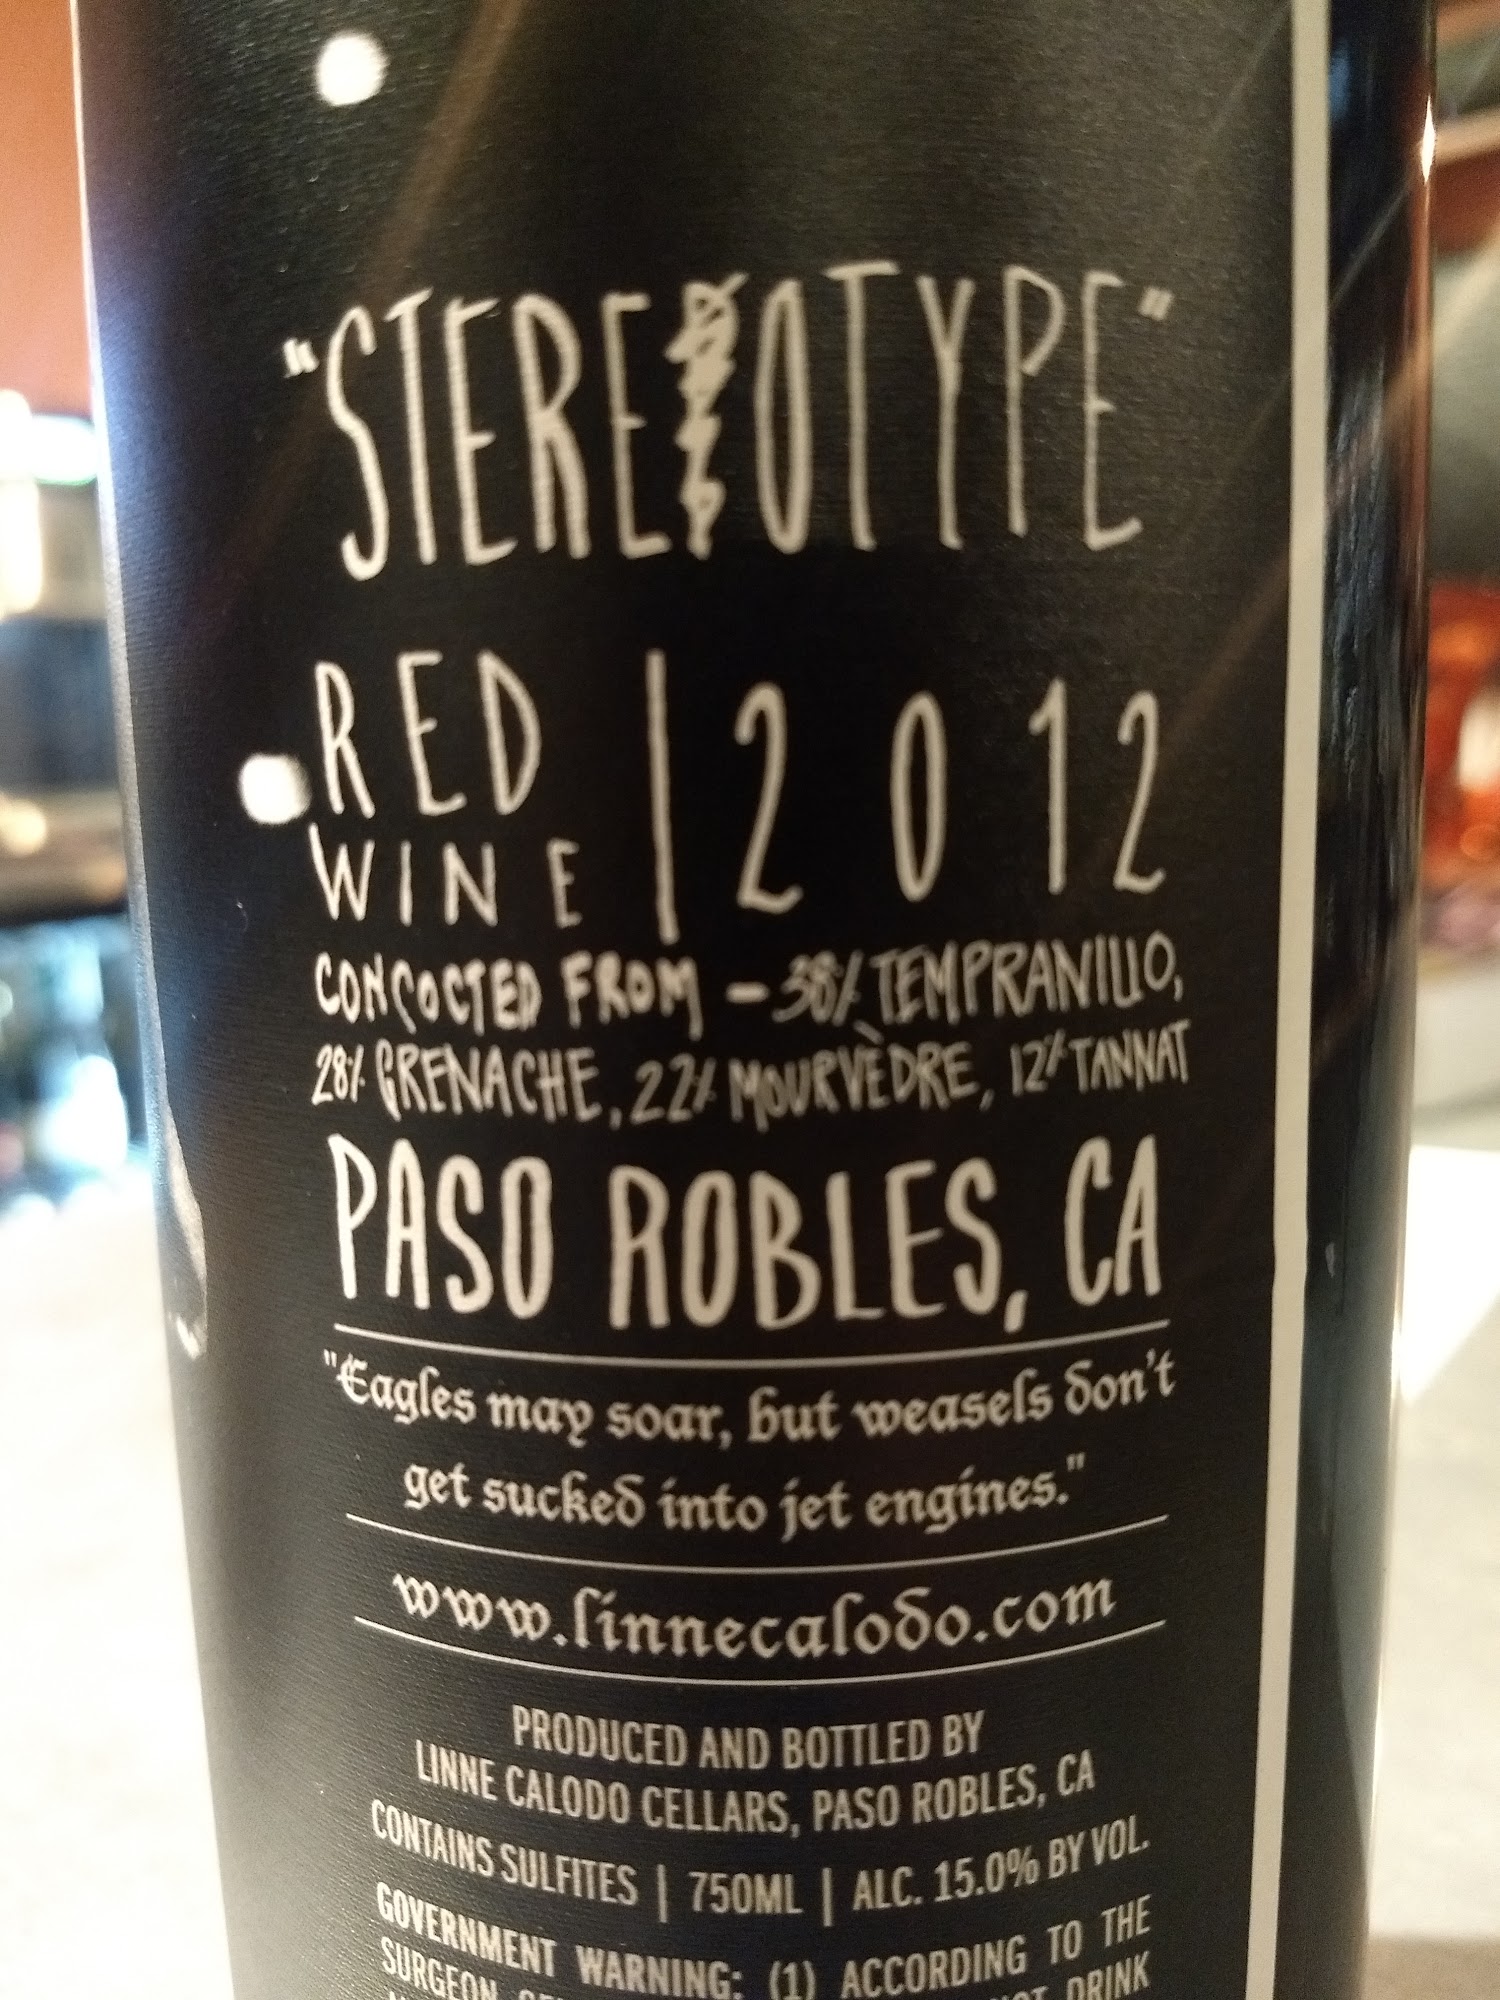 "STEREOTYPE"
RED WINE | 2012
CONCOCTED FROM - 38% TEMPRANILLO,
28% GRENACHE, 22% MOURVÈDRE, 12% TANNAT
PASO ROBLES, CA
"Eagles may soar, but weasels don't
get sucked into jet engines."
www.linnecalodo.com
PRODUCED AND BOTTLED BY
LINNE CALODO CELLARS, PASO ROBLES, CA
CONTAINS SULFITES | 750ML | ALC. 15.0% BY VOL.
GOVERNMENT WARNING: (1) ACCORDING TO THE
SURGEON DRINK